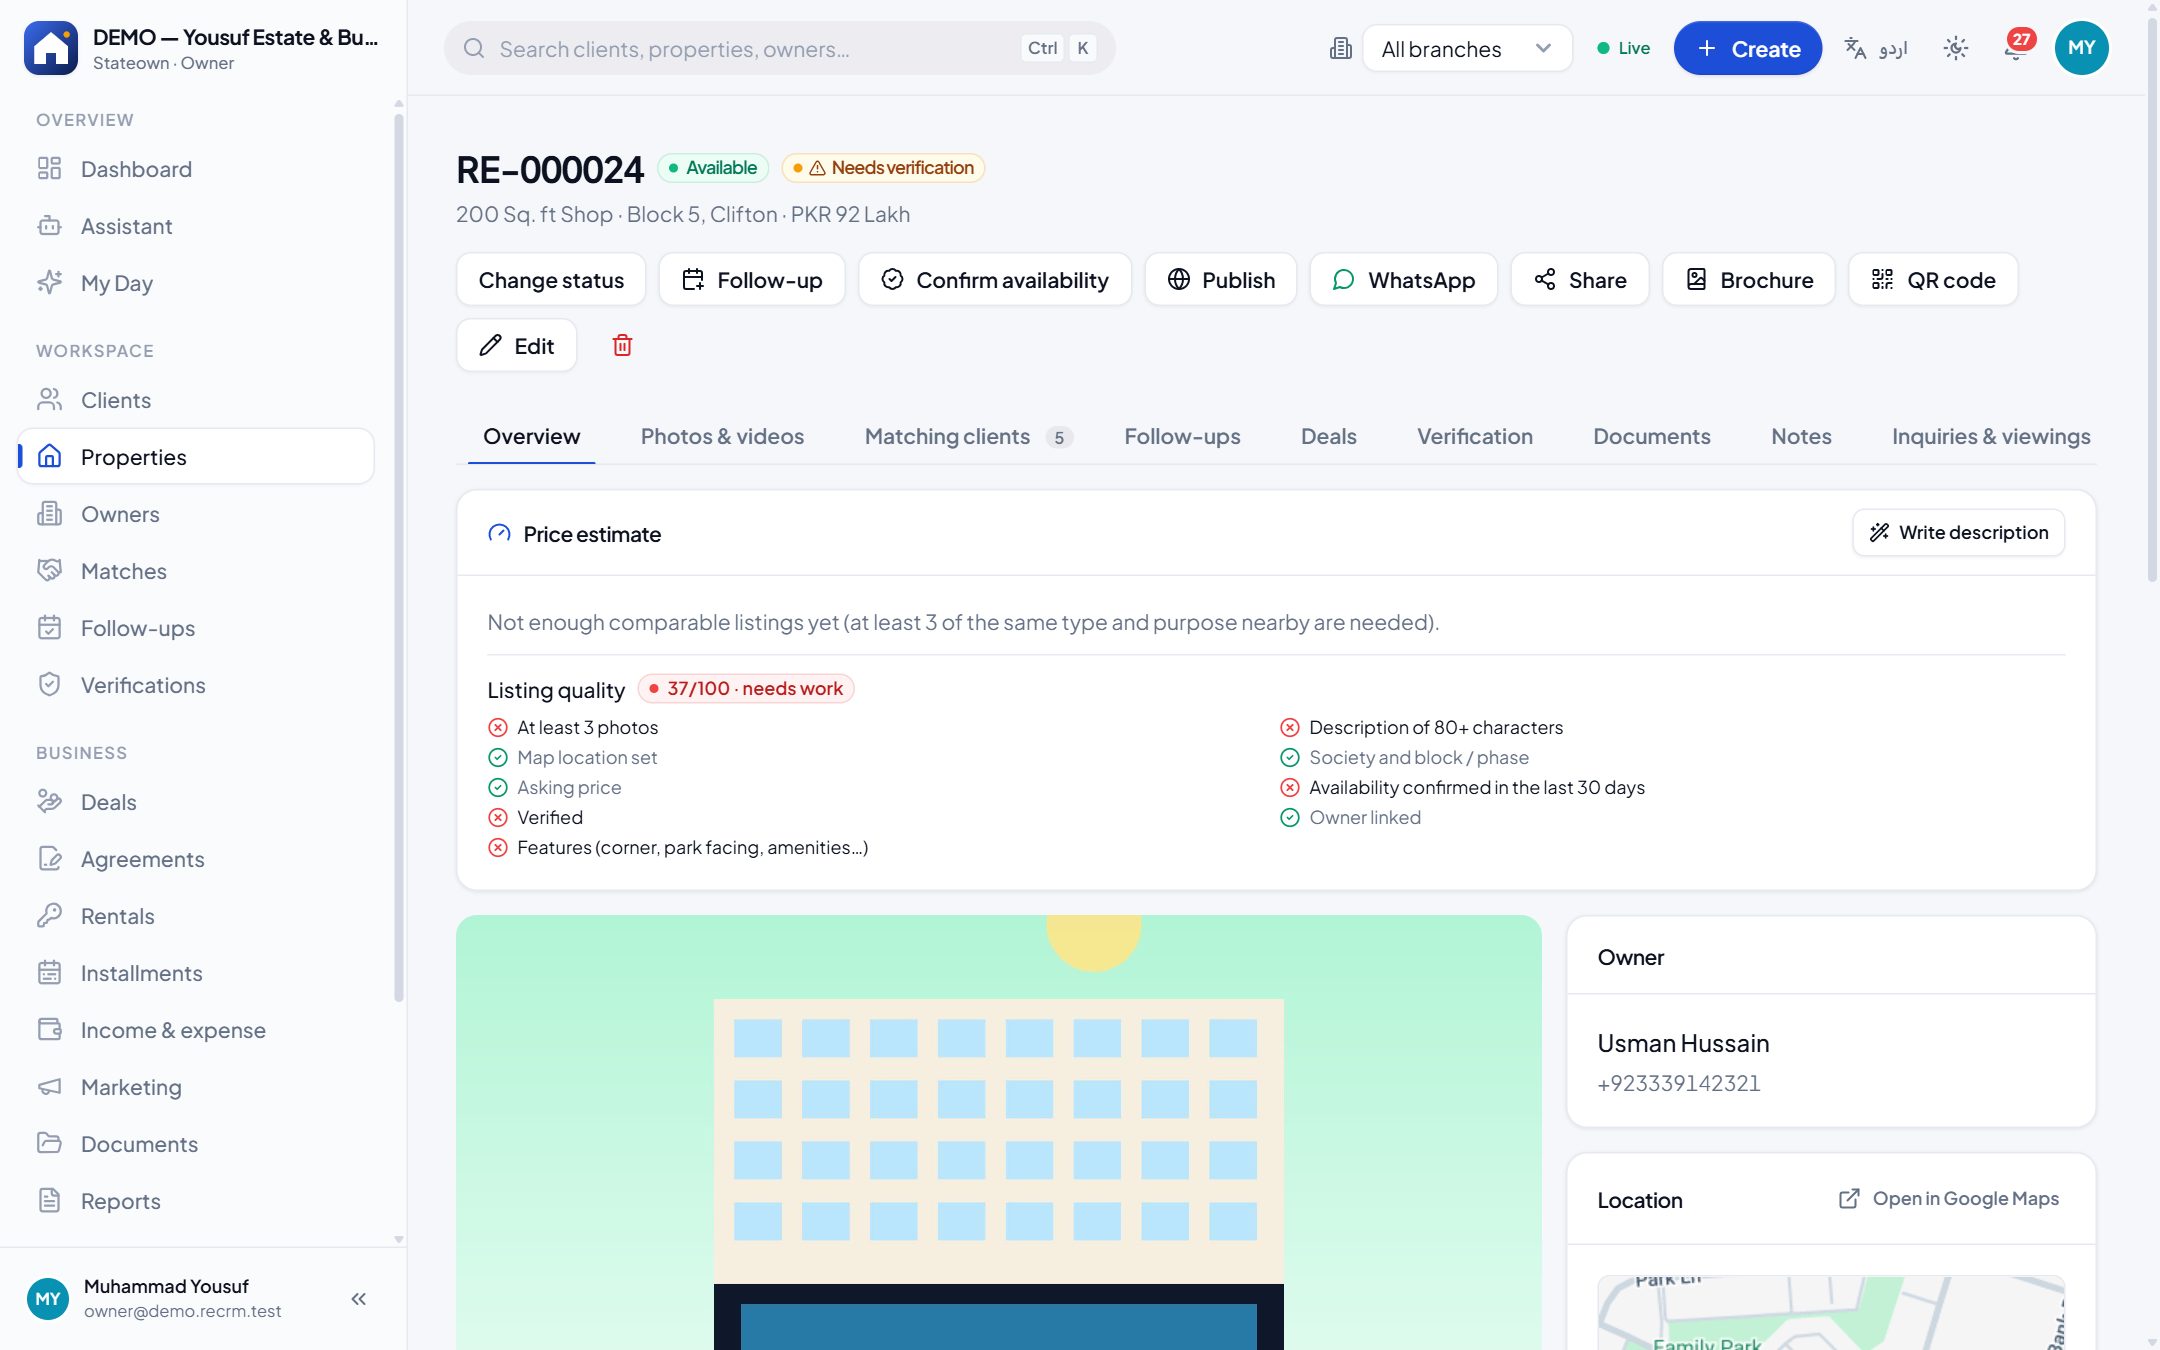 DEMO — Yousuf Estate & Bu...
Stateown · Owner
Search clients, properties, owners...
Ctrl K
All branches
Live
Create
اردو
27
MY
OVERVIEW
Dashboard
Assistant
My Day
WORKSPACE
Clients
Properties
Owners
Matches
Follow-ups
Verifications
BUSINESS
Deals
Agreements
Rentals
Installments
Income & expense
Marketing
Documents
Reports
MY
Muhammad Yousuf
owner@demo.recrm.test
RE-000024
Available
Needs verification
200 Sq. ft Shop · Block 5, Clifton · PKR 92 Lakh
Change status
Follow-up
Confirm availability
Publish
WhatsApp
Share
Brochure
QR code
Edit
Overview
Photos & videos
Matching clients 5
Follow-ups
Deals
Verification
Documents
Notes
Inquiries & viewings
Price estimate
Write description
Not enough comparable listings yet (at least 3 of the same type and purpose nearby are needed).
Listing quality
37/100 · needs work
At least 3 photos
Description of 80+ characters
Map location set
Society and block / phase
Asking price
Availability confirmed in the last 30 days
Verified
Owner linked
Features (corner, park facing, amenities...)
Owner
Usman Hussain
+923339142321
Location
Open in Google Maps
Park Ln
Family Park